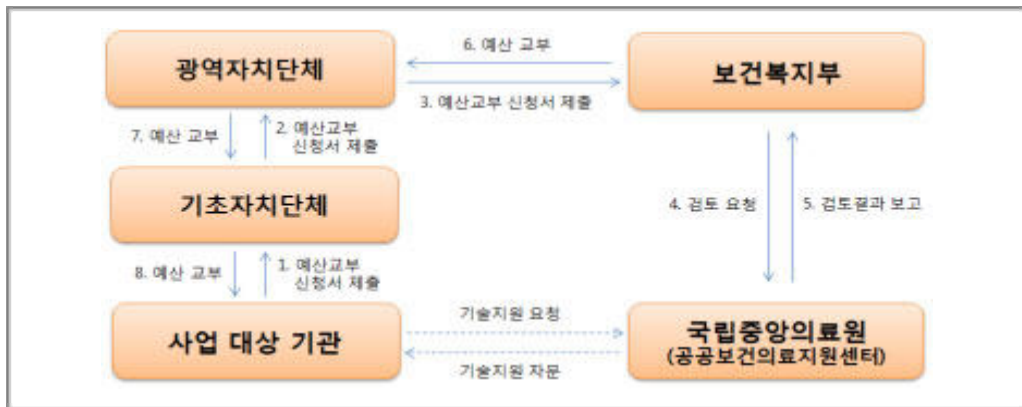 6. 예산 교부
광역자치단체
보건복지부
3. 예산교부 신청서 제출
7. 예산 교부
2. 예산교부
신청서 제출
기초자치단체
4. 검토 요청
5. 검토결과 보고
8. 예산 교부
1. 예산교부
신청서 제출
기술지원 요청
사업 대상 기관
국립중앙의료원
(공공보건의료지원센터)
기술지원 자문